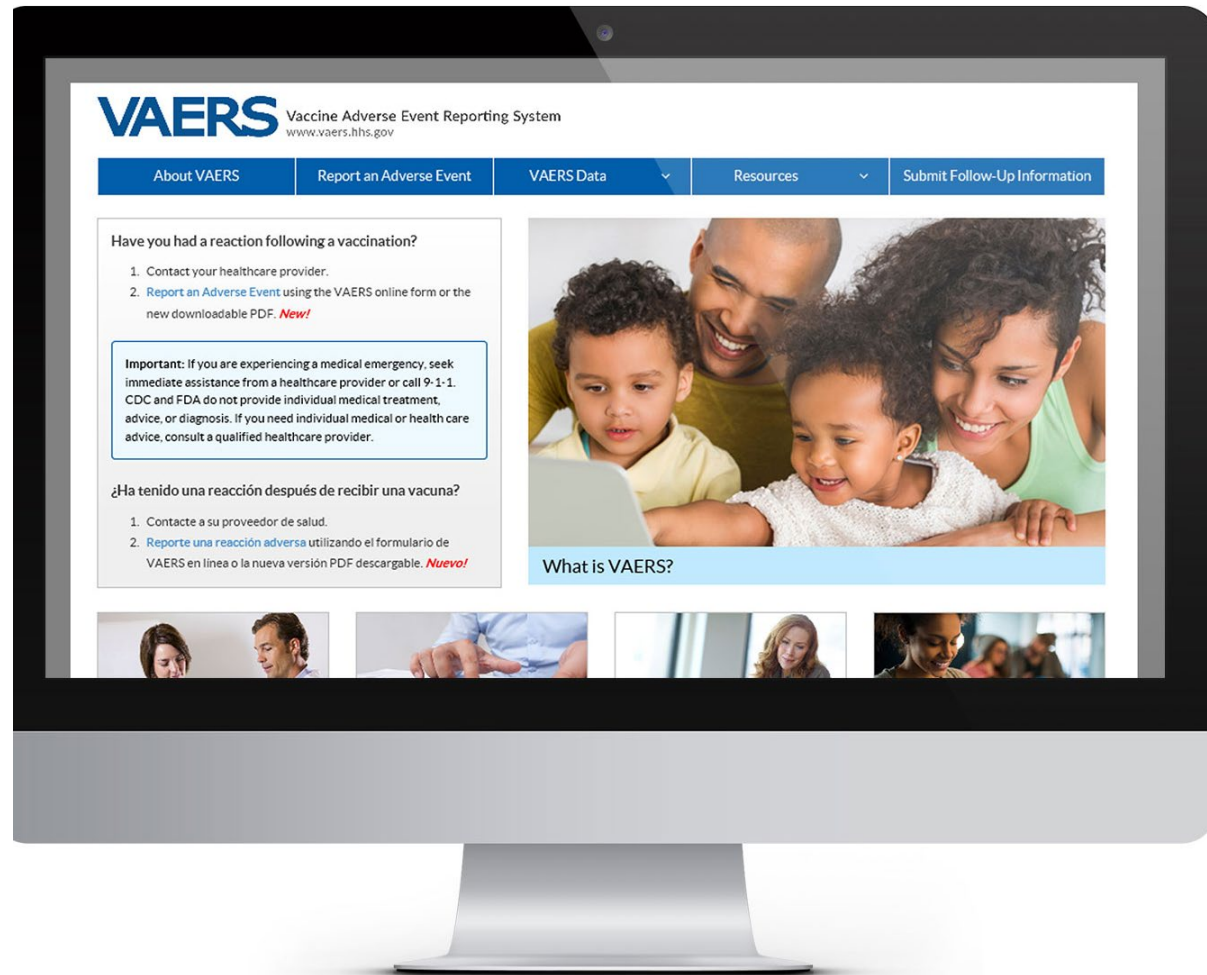 VAERS Vaccine Adverse Event Reporting System
www.vaers.hhs.gov
About VAERS
Report an Adverse Event
VAERS Data
Resources
Submit Follow-Up Information
Have you had a reaction following a vaccination?
1. Contact your healthcare provider.
2. Report an Adverse Event using the VAERS online form or the
new downloadable PDF. New!
Important: If you are experiencing a medical emergency, seek
immediate assistance from a healthcare provider or call 9-1-1.
CDC and FDA do not provide individual medical treatment,
advice, or diagnosis. If you need individual medical or health care
advice, consult a qualified healthcare provider.
¿Ha tenido una reacción después de recibir una vacuna?
1. Contacte a su proveedor de salud.
2. Reporte una reacción adversa utilizando el formulario de
VAERS en línea o la nueva versión PDF descargable. Nuevo!
What is VAERS?